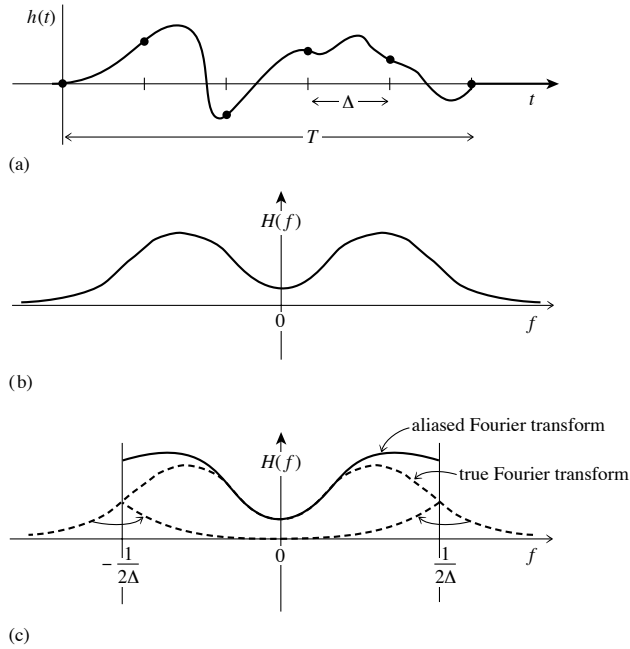 h(t)
Δ
t
T
(a)
H(f)
0
f
(b)
aliased Fourier transform
H(f)
true Fourier transform
0
f
- 1/2Δ
1/2Δ
(c)